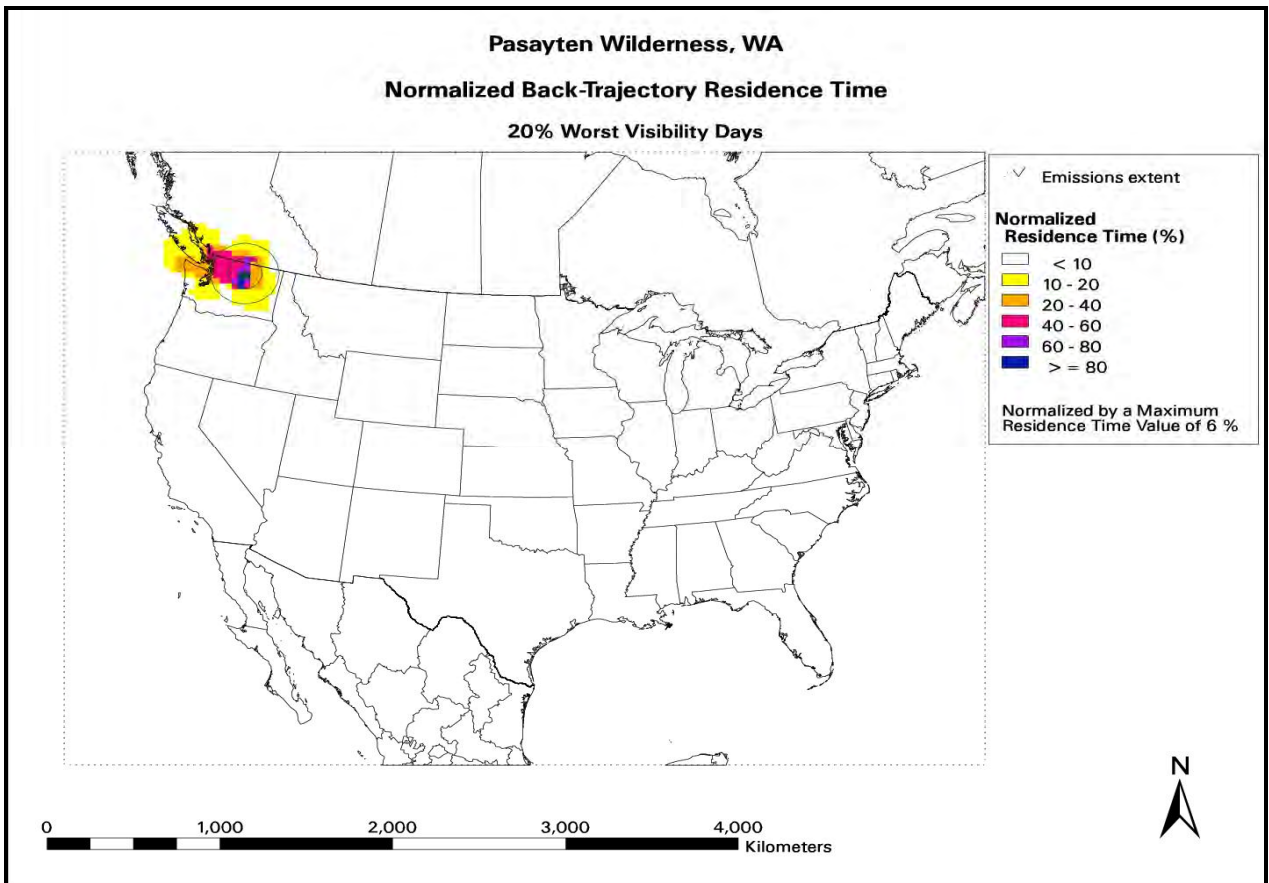 Pasayten Wilderness, WA
Normalized Back-Trajectory Residence Time
20% Worst Visibility Days
Emissions extent
Normalized
Residence Time (%)
< 10
10 - 20
20 - 40
40 - 60
60 - 80
> = 80
Normalized by a Maximum
Residence Time Value of 6 %
N
0 1,000 2,000 3,000 4,000
Kilometers